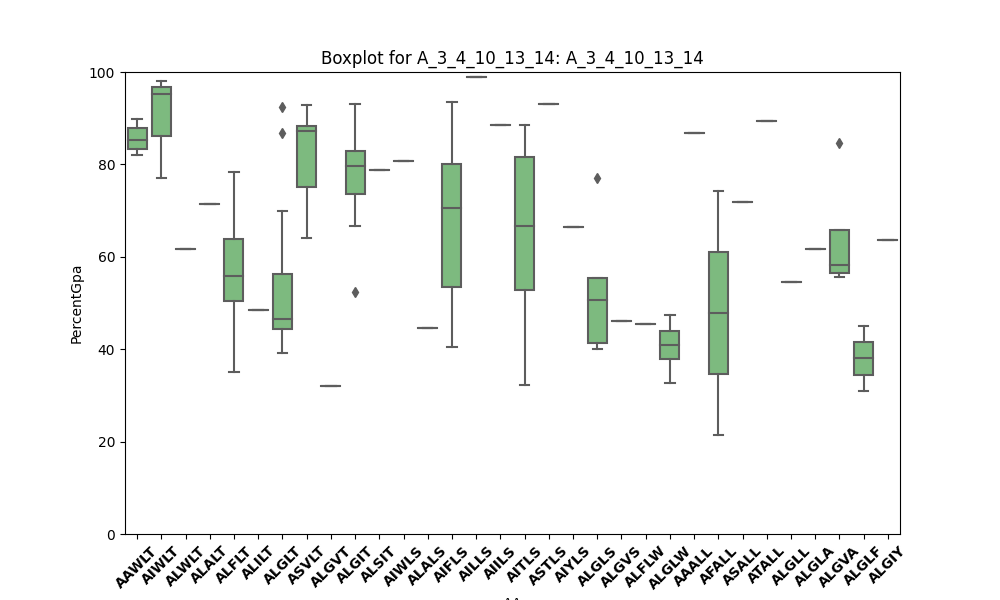 Boxplot for A_3_4_10_13_14: A_3_4_10_13_14
100
80
60
40
20
0
PercentGpa
AAWLT
AIWLT
ALWLT
ALALT
ALFLT
ALILT
ALGLT
ASVLT
ALGVT
ALGIT
ALSIT
AIWLS
ALALS
AIFLS
AILLS
AIILS
AITLS
ASTLS
AIYLS
ALGLS
ALGVS
ALFLW
ALGLW
AAALL
AFALL
ASALL
ATALL
ALGLL
ALGLA
ALGVA
ALGLF
ALGIY